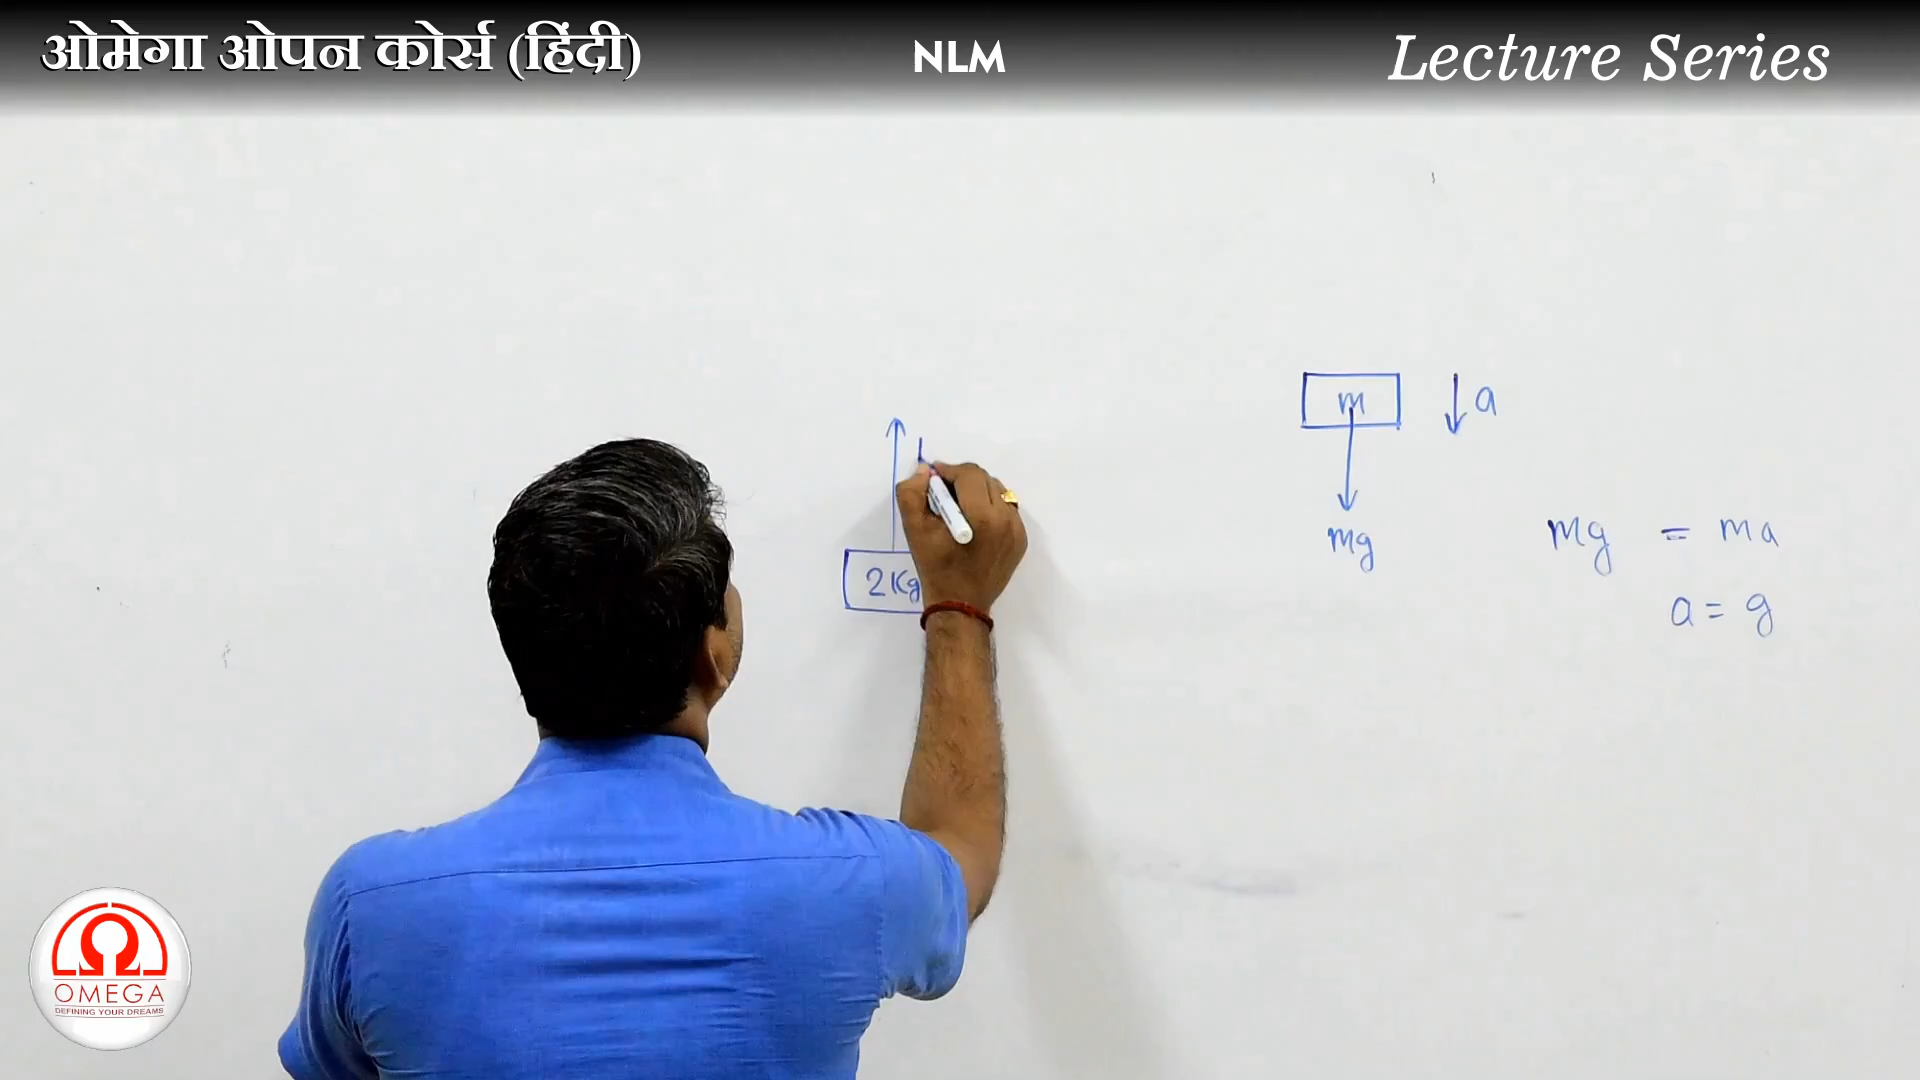 ओमेगा ओपन कोर्स (हिंदी)
NLM
Lecture Series
m
a
mg
mg = ma
a = g
2Kg
OMEGA
DEFINING YOUR DREAMS